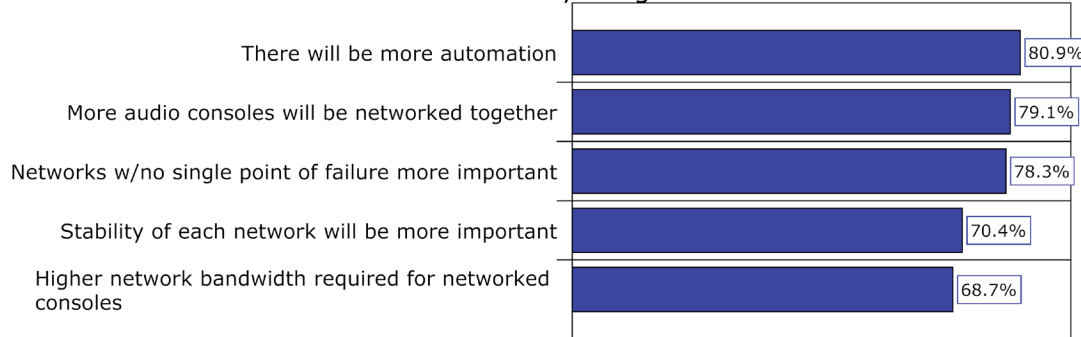 There will be more automation
80.9%
More audio consoles will be networked together
79.1%
Networks w/no single point of failure more important
78.3%
Stability of each network will be more important
70.4%
Higher network bandwidth required for networked
consoles
68.7%